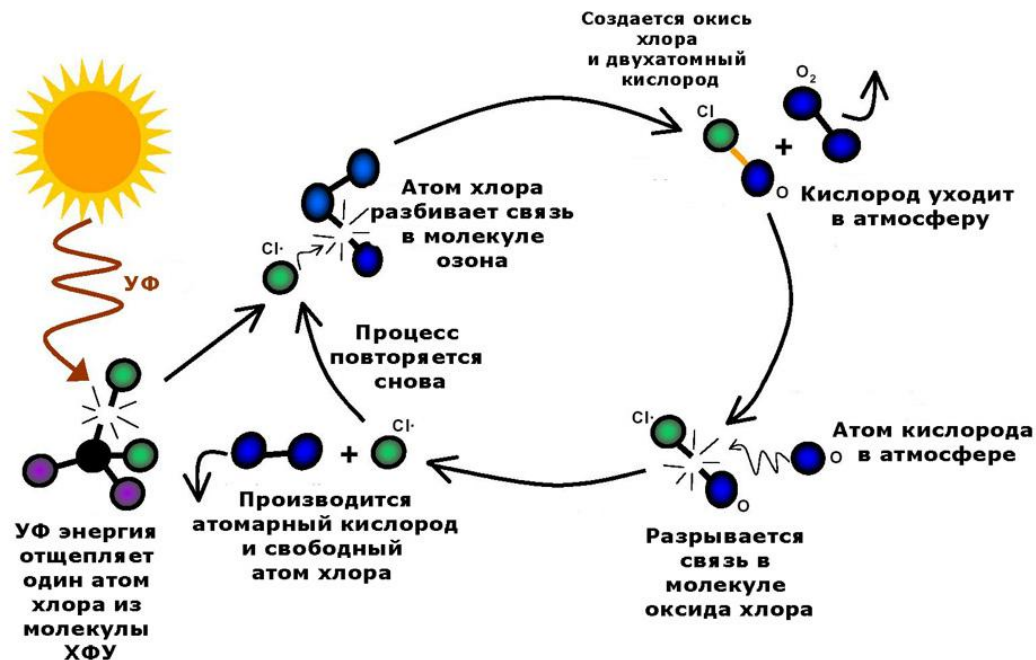 Создается окись
хлора
и двухатомный
кислород
O2
Cl
+
O
Кислород уходит
в атмосферу
Атом хлора
разбивает связь
в молекуле
озона
Cl·
УФ
Процесс
повторяется
снова
Cl·
O
Атом кислорода
в атмосфере
O
Разрывается
связь в
молекуле
оксида хлора
+
Cl·
Производится
атомарный кислород
и свободный
атом хлора
УФ энергия
отщепляет
один атом
хлора из
молекулы
ХФУ